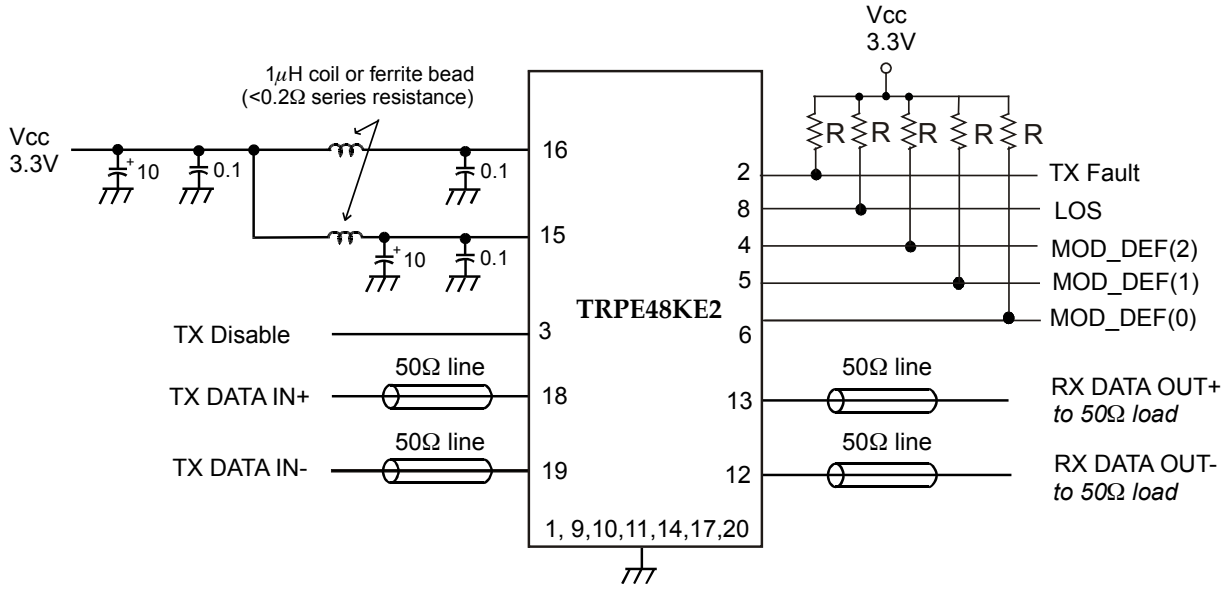 Vcc
3.3V
1µH coil or ferrite bead
(<0.2Ω series resistance)
Vcc
3.3V
R
R
R
R
R
+
10
0.1
0.1
16
2
TX Fault
8
LOS
15
+
10
0.1
4
MOD_DEF(2)
5
MOD_DEF(1)
TRPE48KE2
6
MOD_DEF(0)
TX Disable
3
50Ω line
50Ω line
TX DATA IN+
18
13
RX DATA OUT+
to 50Ω load
50Ω line
50Ω line
TX DATA IN-
19
12
RX DATA OUT-
to 50Ω load
1, 9,10,11,14,17,20